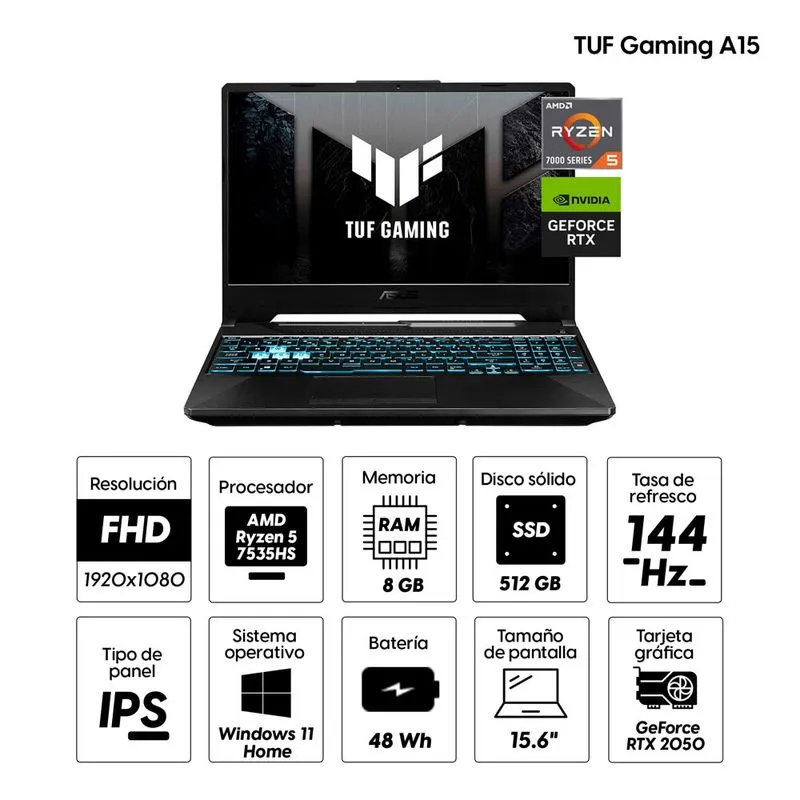 TUF Gaming A15
AMD
RYZEN
7000 SERIES 5
NVIDIA
GEFORCE
RTX
TUF GAMING
ASUS
Resolución
FHD
1920x1080
Procesador
AMD
Ryzen 5
7535HS
Memoria
RAM
8 GB
Disco sólido
SSD
512 GB
Tasa de
refresco
144
Hz
Tipo de
panel
IPS
Sistema
operativo
Windows 11
Home
Batería
48 Wh
Tamaño
de pantalla
15.6"
Tarjeta
gráfica
GeForce
RTX 2050